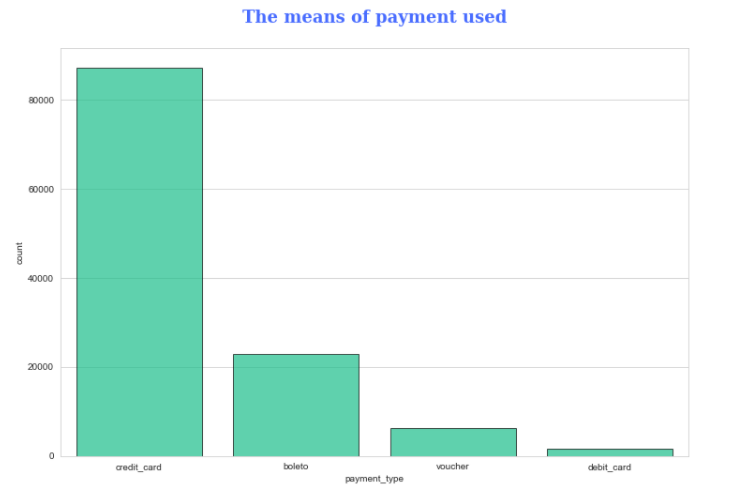 The means of payment used
80000
60000
40000
20000
0
count
credit_card
boleto
voucher
debit_card
payment_type